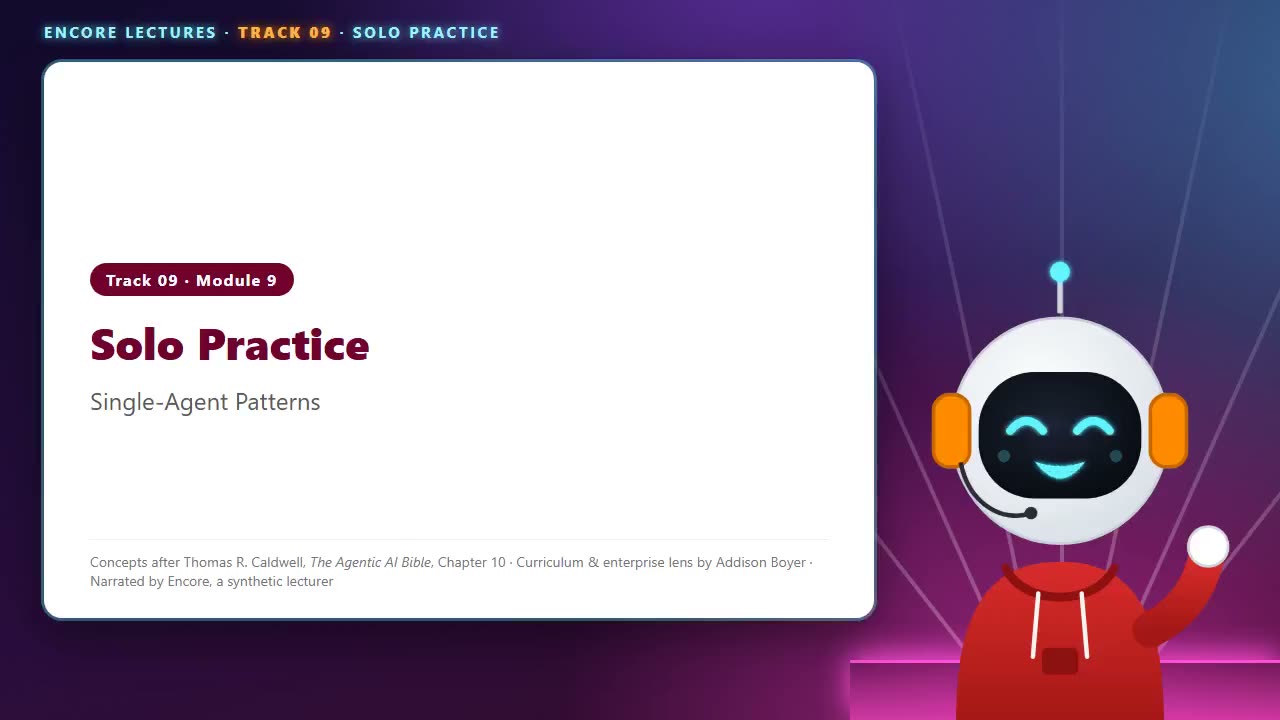 ENCORE LECTURES · TRACK 09 · SOLO PRACTICE
Track 09 · Module 9
Solo Practice
Single-Agent Patterns
Concepts after Thomas R. Caldwell, The Agentic AI Bible, Chapter 10 · Curriculum & enterprise lens by Addison Boyer ·
Narrated by Encore, a synthetic lecturer